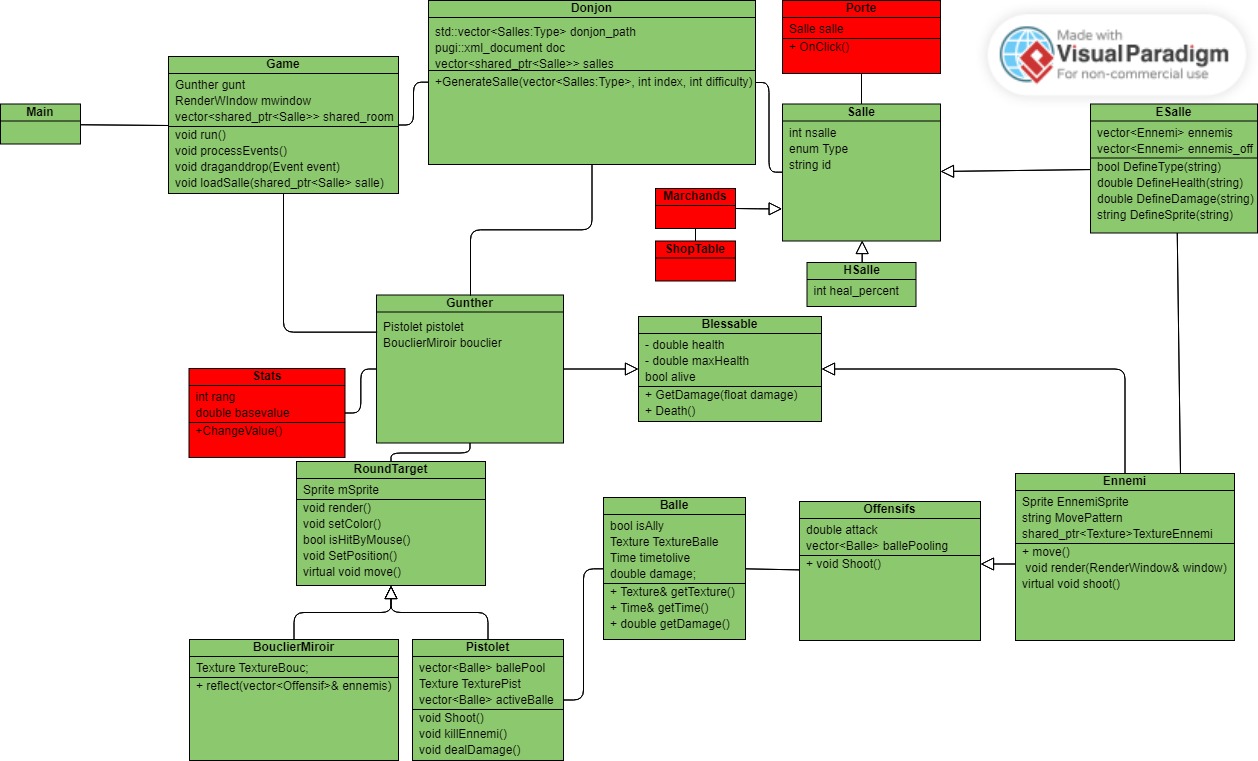 Donjon
std::vector<Salles:Type> donjon_path
pugi::xml_document doc
vector<shared_ptr<Salle>> salles
+GenerateSalle(vector<Salles:Type>, int index, int difficulty)
Porte
Salle salle
+ OnClick()
Made with
Visual Paradigm
For non-commercial use
Game
Gunther gunt
RenderWIndow mwindow
vector<shared_ptr<Salle>> shared_room
void run()
void processEvents()
void draganddrop(Event event)
void loadSalle(shared_ptr<Salle> salle)
Main
Salle
int nsalle
enum Type
string id
ESalle
vector<Ennemi> ennemis
vector<Ennemi> ennemis_off
bool DefineType(string)
double DefineHealth(string)
double DefineDamage(string)
string DefineSprite(string)
Marchands
ShopTable
HSalle
int heal_percent
Gunther
Pistolet pistolet
BouclierMiroir bouclier
Blessable
- double health
- double maxHealth
bool alive
+ GetDamage(float damage)
+ Death()
Stats
int rang
double basevalue
+ChangeValue()
RoundTarget
Sprite mSprite
void render()
void setColor()
bool isHitByMouse()
void SetPosition()
virtual void move()
Balle
bool isAlly
Texture TextureBalle
Time timetolive
double damage;
+ Texture& getTexture()
+ Time& getTime()
+ double getDamage()
Offensifs
double attack
vector<Balle> ballePooling
+ void Shoot()
Ennemi
Sprite EnnemiSprite
string MovePattern
shared_ptr<Texture>TextureEnnemi
+ move()
void render(RenderWindow& window)
virtual void shoot()
BouclierMiroir
Texture TextureBouc;
+ reflect(vector<Offensif>& ennemis)
Pistolet
vector<Balle> ballePool
Texture TexturePist
vector<Balle> activeBalle
void Shoot()
void killEnnemi()
void dealDamage()